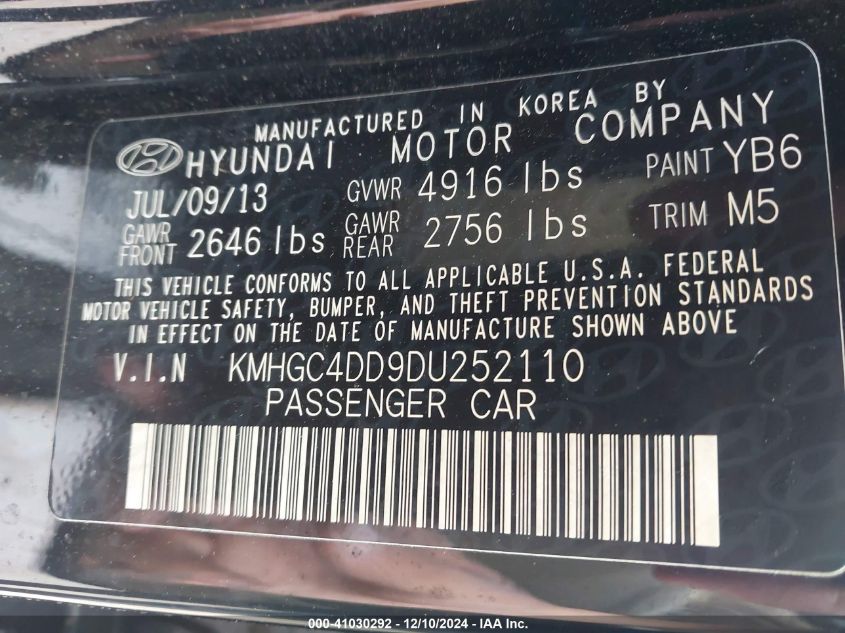 MANUFACTURED IN KOREA BY
HYUNDAI MOTOR COMPANY
JUL/09/13 GVWR 4916 lbs PAINT YB6
GAWR FRONT 2646 lbs GAWR REAR 2756 lbs TRIM M5
THIS VEHICLE CONFORMS TO ALL APPLICABLE U.S.A. FEDERAL
MOTOR VEHICLE SAFETY, BUMPER, AND THEFT PREVENTION STANDARDS
IN EFFECT ON THE DATE OF MANUFACTURE SHOWN ABOVE
V.I.N KMHGC4DD9DU252110
PASSENGER CAR
000-41030292 - 12/10/2024 - IAA Inc.